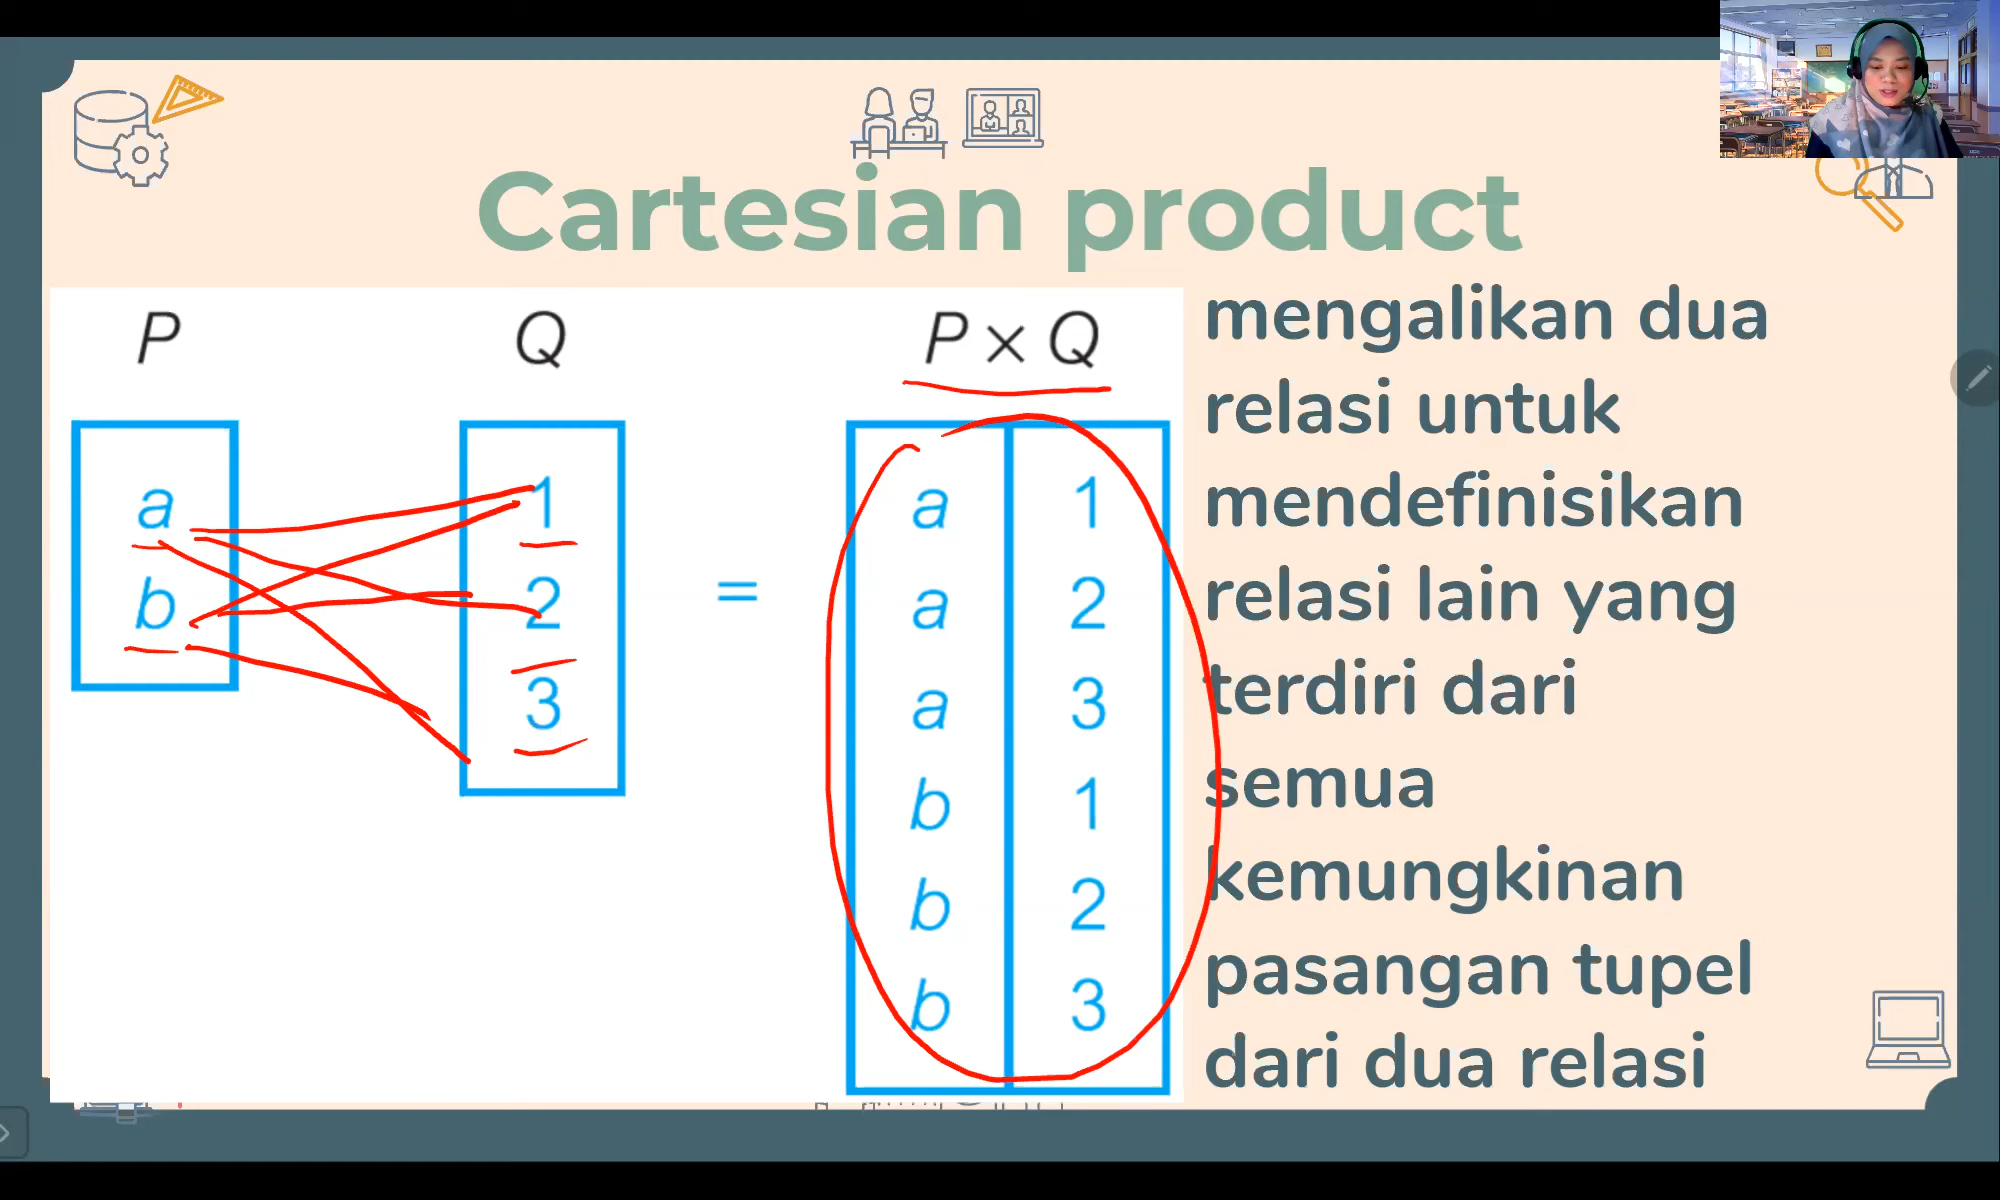 Cartesian product
P Q P × Q
a
b
1
2
3
=
a 1
a 2
a 3
b 1
b 2
b 3
mengalikan dua
relasi untuk
mendefinisikan
relasi lain yang
terdiri dari
semua
kemungkinan
pasangan tupel
dari dua relasi